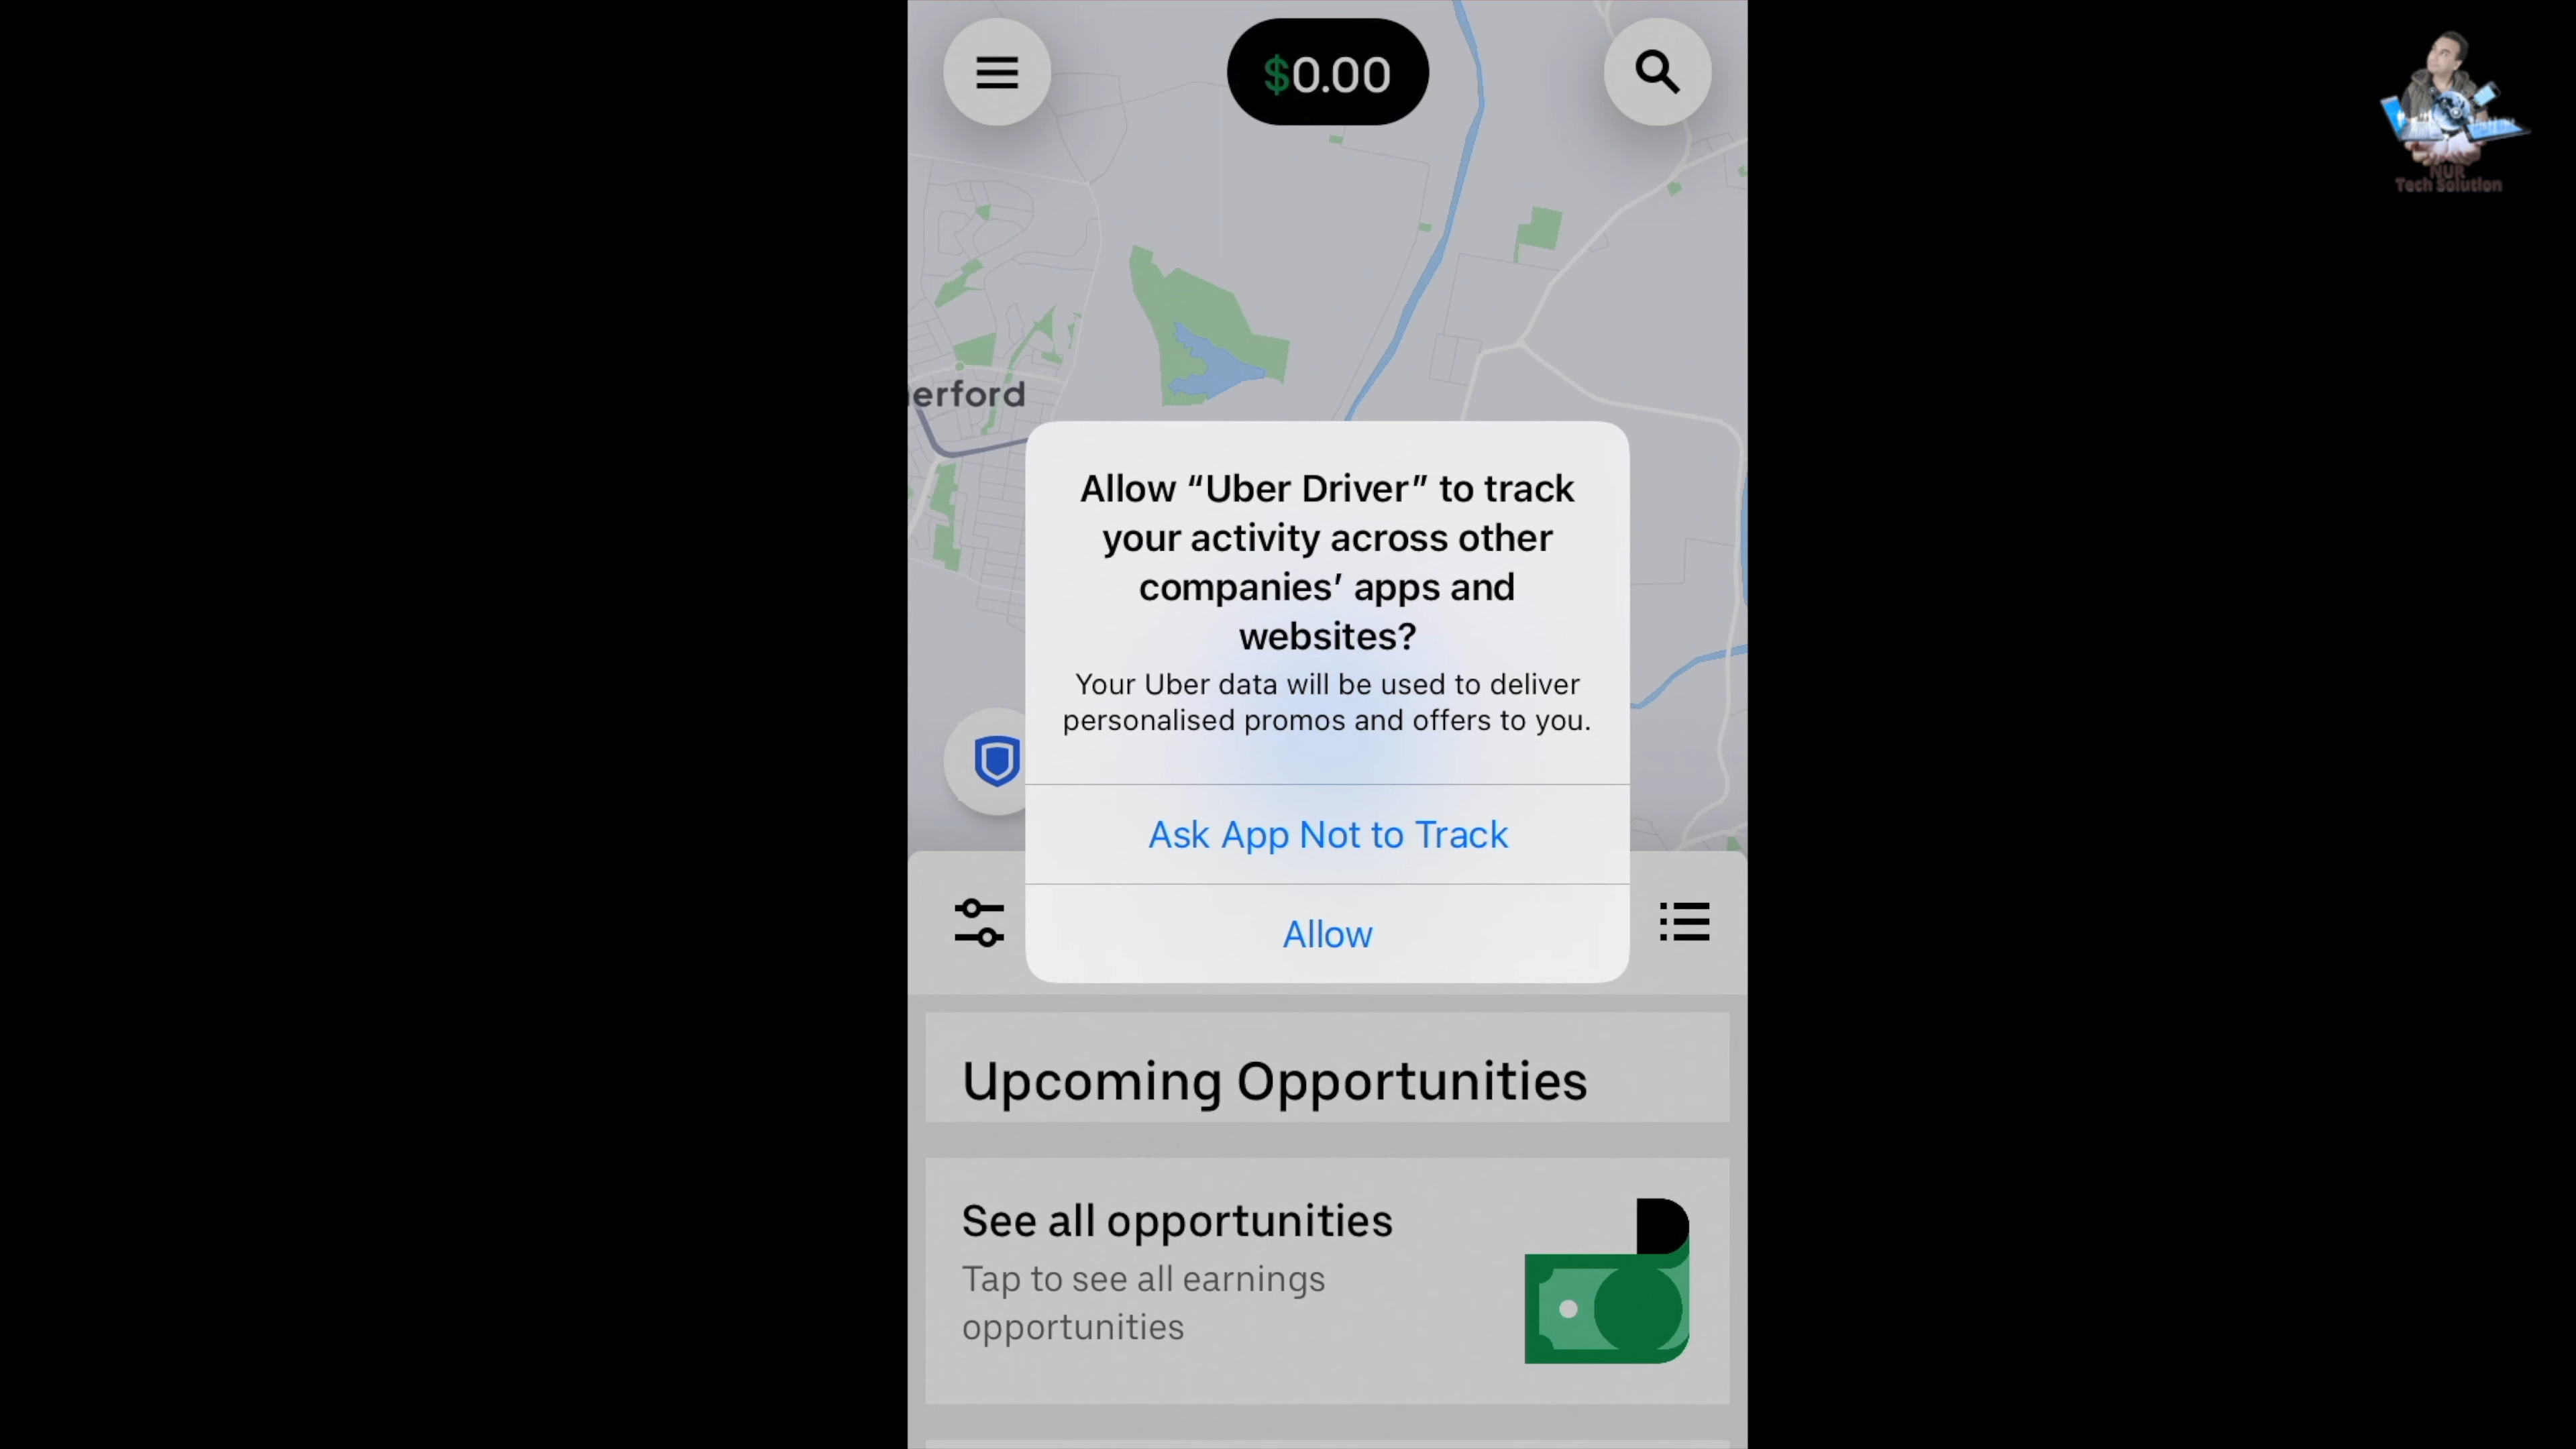 $0.00
NUR
Tech Solution
erford
Allow “Uber Driver” to track
your activity across other
companies’ apps and
websites?
Your Uber data will be used to deliver
personalised promos and offers to you.
Ask App Not to Track
Allow
Upcoming Opportunities
See all opportunities
Tap to see all earnings
opportunities